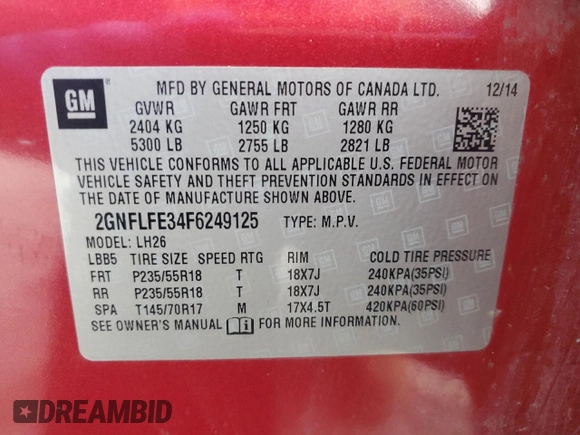 GM
MFD BY GENERAL MOTORS OF CANADA LTD. 12/14
GVWR GAWR FRT GAWR RR
2404 KG 1250 KG 1280 KG
5300 LB 2755 LB 2821 LB
THIS VEHICLE CONFORMS TO ALL APPLICABLE U.S. FEDERAL MOTOR
VEHICLE SAFETY AND THEFT PREVENTION STANDARDS IN EFFECT ON
THE DATE OF MANUFACTURE SHOWN ABOVE.
2GNFLFE34F6249125 TYPE: M.P.V.
MODEL: LH26
LBB5 TIRE SIZE SPEED RTG RIM COLD TIRE PRESSURE
FRT P235/55R18 T 18X7J 240KPA(35PSI)
RR P235/55R18 T 18X7J 240KPA(35PSI)
SPA T145/70R17 M 17X4.5T 420KPA(60PSI)
SEE OWNER'S MANUAL FOR MORE INFORMATION.
DREAMBID